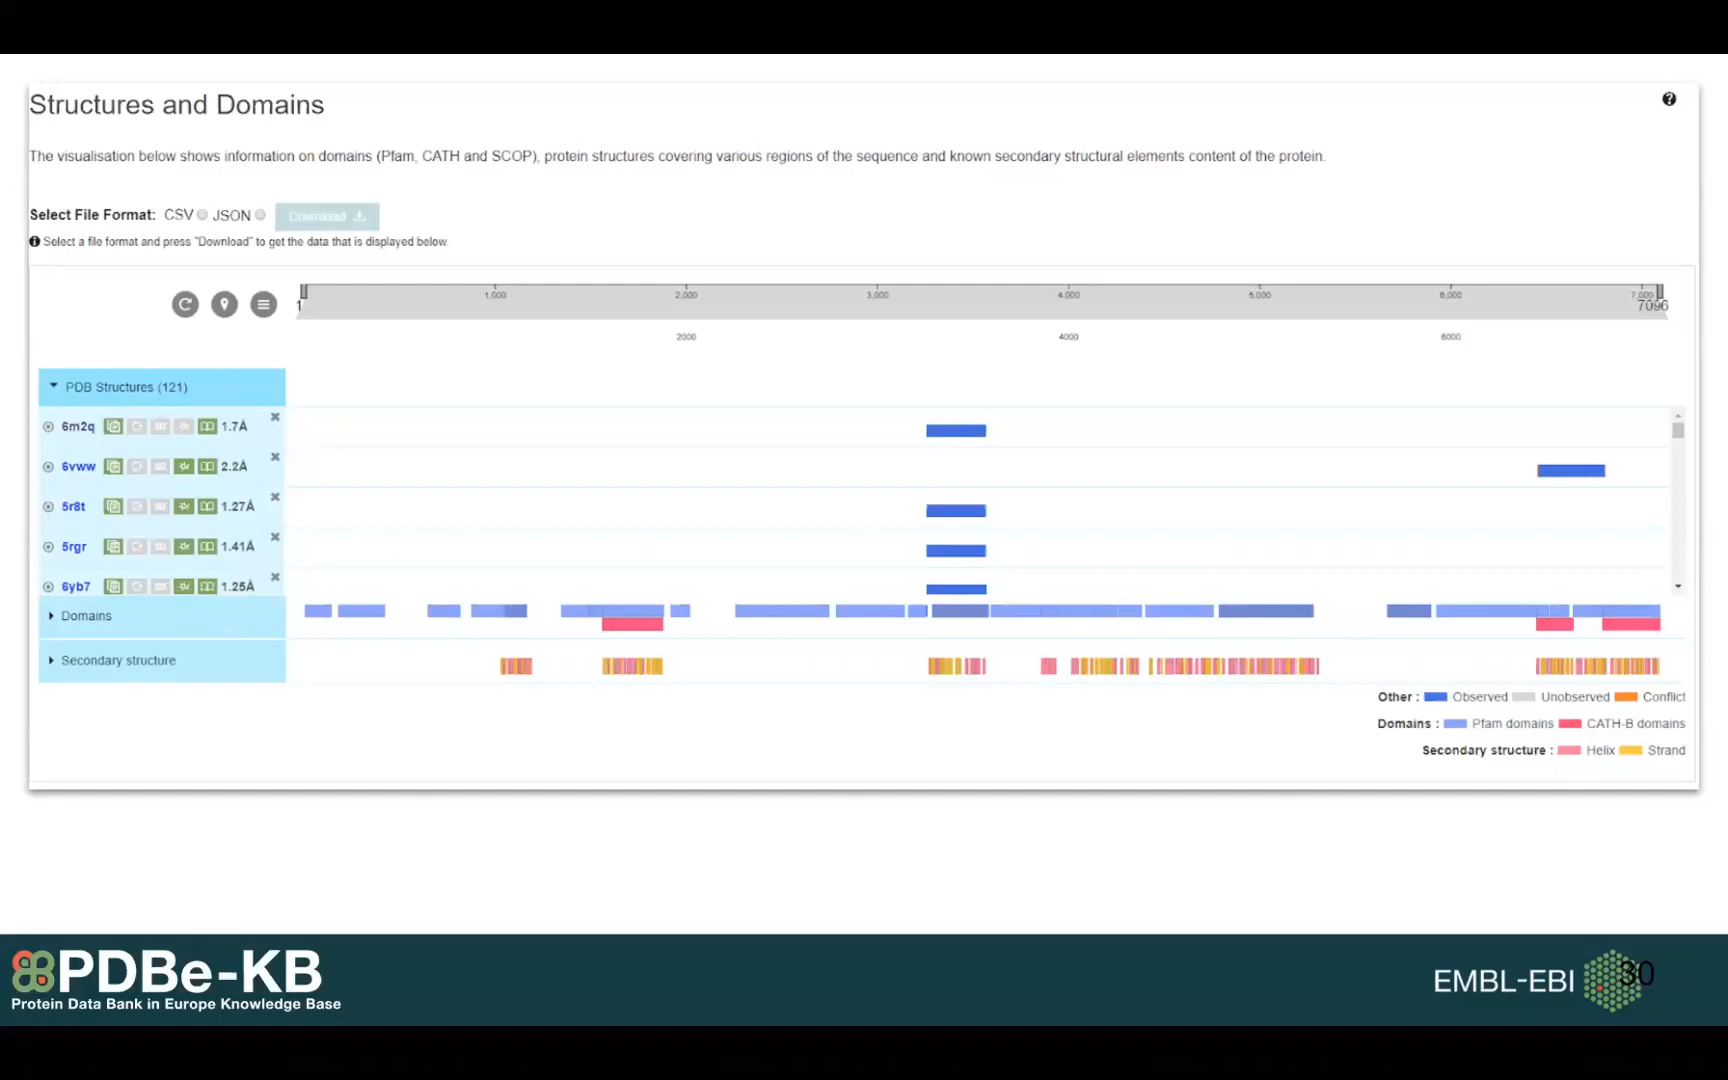 Structures and Domains
The visualisation below shows information on domains (Pfam, CATH and SCOP), protein structures covering various regions of the sequence and known secondary structural elements content of the protein.
Select File Format: CSV JSON Download
Select a file format and press "Download" to get the data that is displayed below.
1,000 2,000 3,000 4,000 5,000 6,000 7,000
1 7096
2000 4000 6000
PDB Structures (121)
6m2q 1.7Å
6vww 2.2Å
5r8t 1.27Å
5rgr 1.41Å
6yb7 1.25Å
Domains
Secondary structure
Other : Observed Unobserved Conflict
Domains : Pfam domains CATH-B domains
Secondary structure : Helix Strand
PDBe-KB
Protein Data Bank in Europe Knowledge Base
EMBL-EBI 30